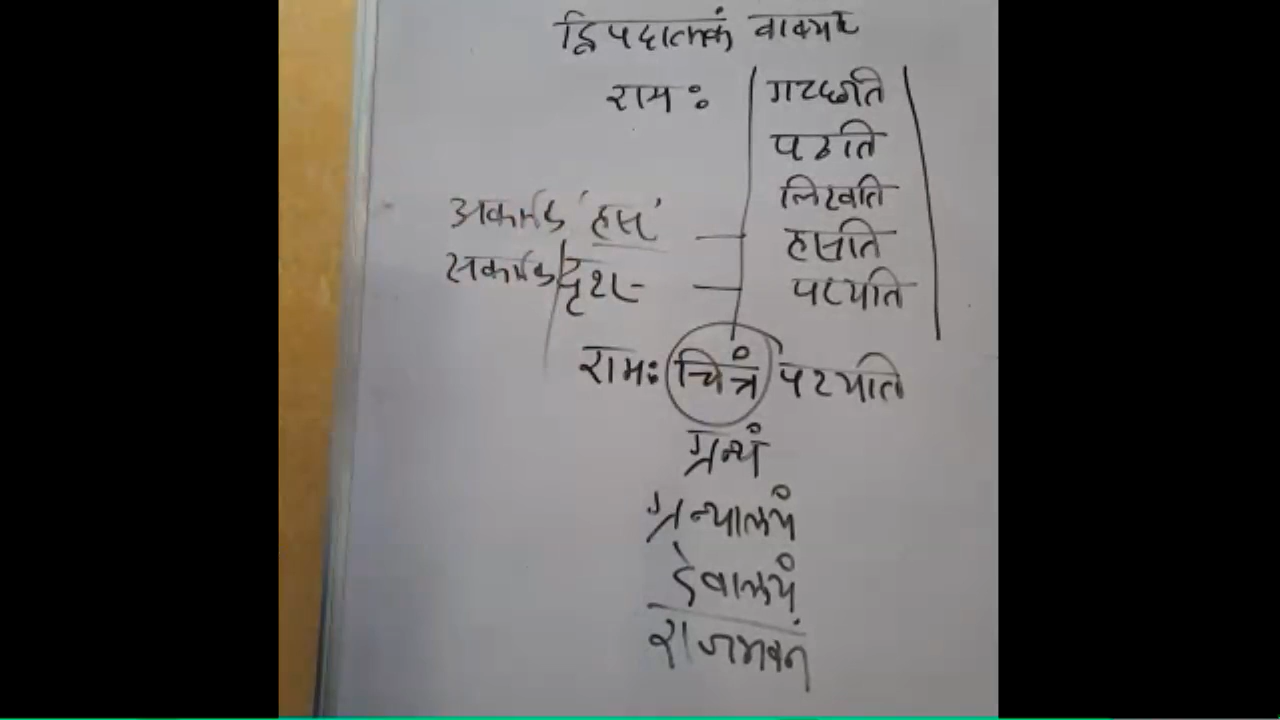 द्विपदात्मकं वाक्यम्
रामः गच्छति
पठति
लिखति
अकर्मक 'हस्' — हसति
सकर्मक दृश् — पश्यति
रामः चित्रं पश्यति
ग्रन्थं
ग्रन्थालयं
देवालयं
राजभवनं